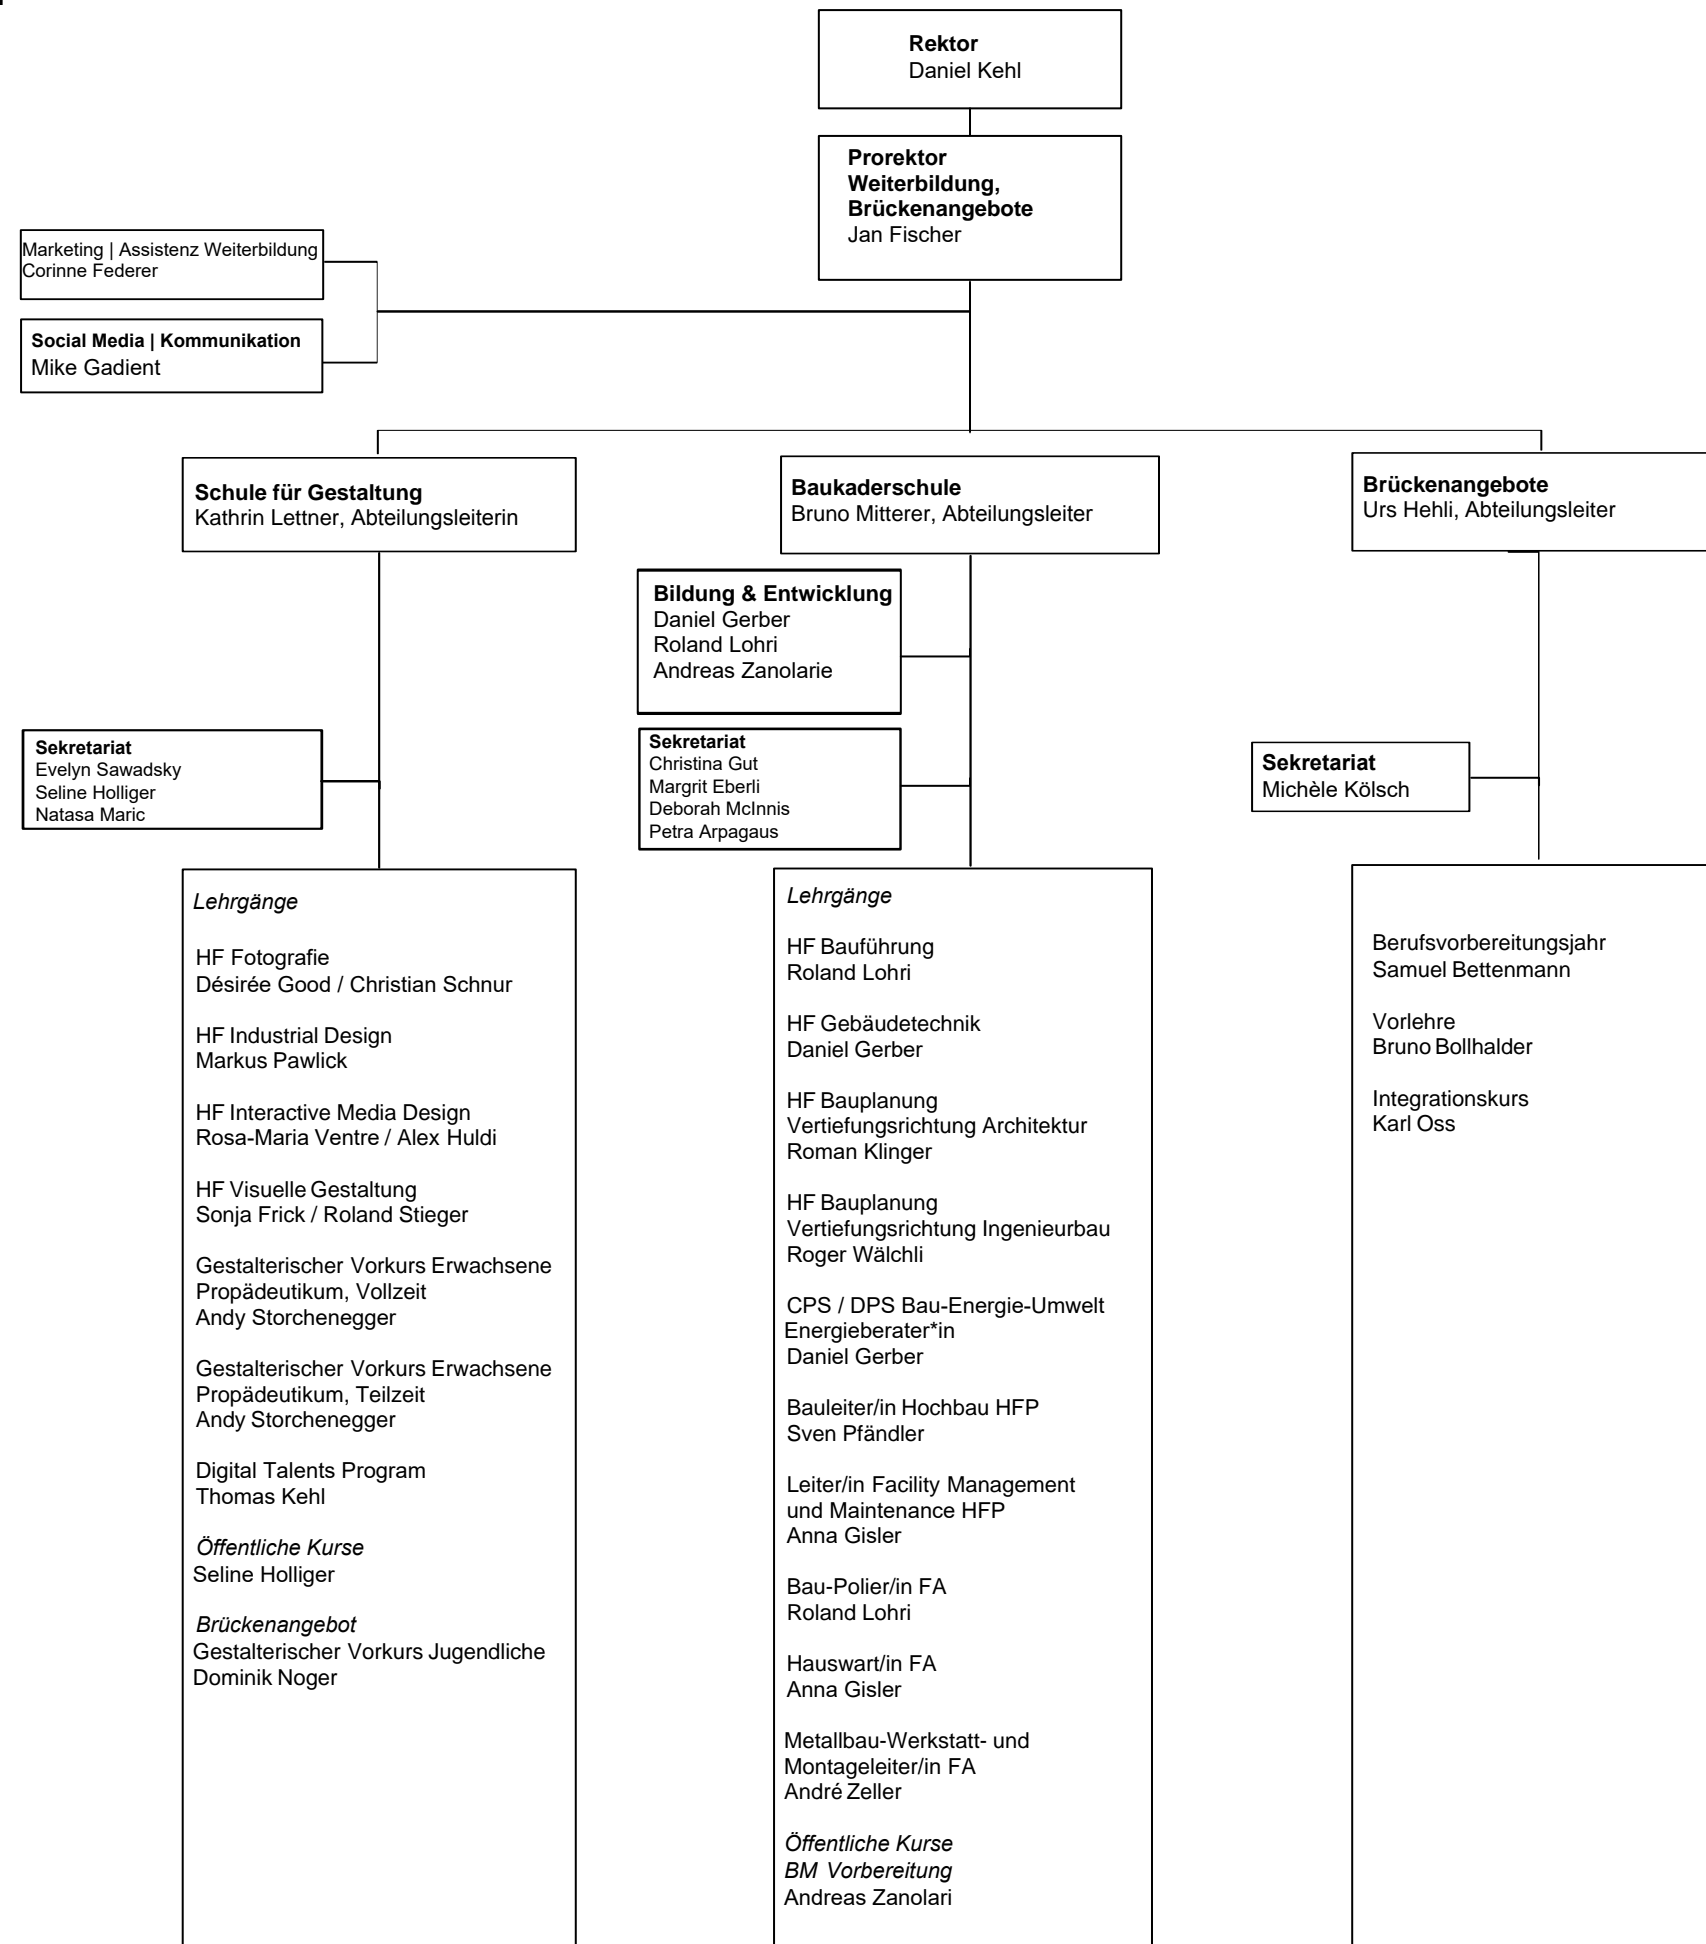 Rektor
Daniel Kehl
Prorektor
Weiterbildung,
Brückenangebote
Jan Fischer
Marketing | Assistenz Weiterbildung
Corinne Federer
Social Media | Kommunikation
Mike Gadient
Schule für Gestaltung
Kathrin Lettner, Abteilungsleiterin
Baukaderschule
Bruno Mitterer, Abteilungsleiter
Brückenangebote
Urs Hehli, Abteilungsleiter
Bildung & Entwicklung
Daniel Gerber
Roland Lohri
Andreas Zanolarie
Sekretariat
Evelyn Sawadsky
Seline Holliger
Natasa Maric
Sekretariat
Christina Gut
Margrit Eberli
Deborah McInnis
Petra Arpagaus
Sekretariat
Michèle Kölsch
Lehrgänge
HF Fotografie
Désirée Good / Christian Schnur
HF Industrial Design
Markus Pawlick
HF Interactive Media Design
Rosa-Maria Ventre / Alex Huldi
HF Visuelle Gestaltung
Sonja Frick / Roland Stieger
Gestalterischer Vorkurs Erwachsene
Propädeutikum, Vollzeit
Andy Storchenegger
Gestalterischer Vorkurs Erwachsene
Propädeutikum, Teilzeit
Andy Storchenegger
Digital Talents Program
Thomas Kehl
Öffentliche Kurse
Seline Holliger
Brückenangebot
Gestalterischer Vorkurs Jugendliche
Dominik Noger
Lehrgänge
HF Bauführung
Roland Lohri
HF Gebäudetechnik
Daniel Gerber
HF Bauplanung
Vertiefungsrichtung Architektur
Roman Klinger
HF Bauplanung
Vertiefungsrichtung Ingenieurbau
Roger Wälchli
CPS / DPS Bau-Energie-Umwelt
Energieberater*in
Daniel Gerber
Bauleiter/in Hochbau HFP
Sven Pfändler
Leiter/in Facility Management
und Maintenance HFP
Anna Gisler
Bau-Polier/in FA
Roland Lohri
Hauswart/in FA
Anna Gisler
Metallbau-Werkstatt- und
Montageleiter/in FA
André Zeller
Öffentliche Kurse
BM Vorbereitung
Andreas Zanolari
Berufsvorbereitungsjahr
Samuel Bettenmann
Vorlehre
Bruno Bollhalder
Integrationskurs
Karl Oss